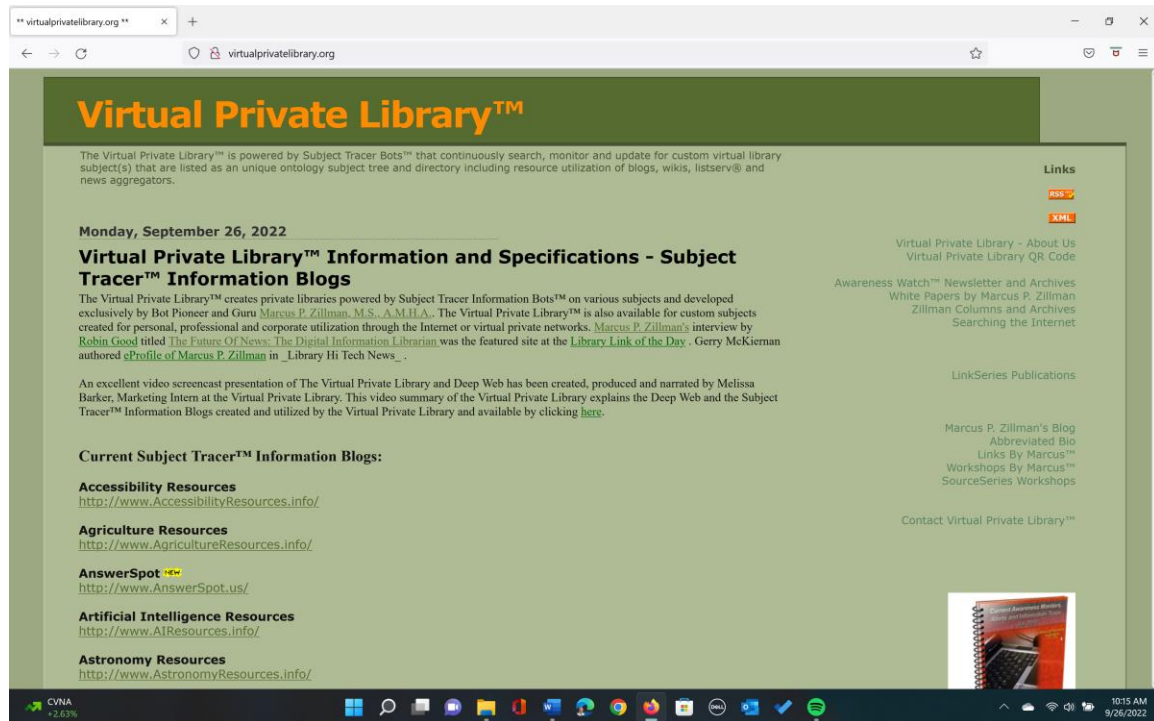 ** virtualprivatelibrary.org **
virtualprivatelibrary.org
Virtual Private Library™
The Virtual Private Library™ is powered by Subject Tracer Bots™ that continuously search, monitor and update for custom virtual library
subject(s) that are listed as an unique ontology subject tree and directory including resource utilization of blogs, wikis, listserv® and
news aggregators.
Monday, September 26, 2022
Virtual Private Library™ Information and Specifications - Subject
Tracer™ Information Blogs
The Virtual Private Library™ creates private libraries powered by Subject Tracer Information Bots™ on various subjects and developed
exclusively by Bot Pioneer and Guru Marcus P. Zillman, M.S., A.M.H.A.. The Virtual Private Library™ is also available for custom subjects
created for personal, professional and corporate utilization through the Internet or virtual private networks. Marcus P. Zillman's interview by
Robin Good titled The Future Of News: The Digital Information Librarian was the featured site at the Library Link of the Day . Gerry McKiernan
authored eProfile of Marcus P. Zillman in _Library Hi Tech News_ .
An excellent video screencast presentation of The Virtual Private Library and Deep Web has been created, produced and narrated by Melissa
Barker, Marketing Intern at the Virtual Private Library. This video summary of the Virtual Private Library explains the Deep Web and the Subject
Tracer™ Information Blogs created and utilized by the Virtual Private Library and available by clicking here.
Current Subject Tracer™ Information Blogs:
Accessibility Resources
http://www.AccessibilityResources.info/
Agriculture Resources
http://www.AgricultureResources.info/
AnswerSpot NEW
http://www.AnswerSpot.us/
Artificial Intelligence Resources
http://www.AIResources.info/
Astronomy Resources
http://www.AstronomyResources.info/
Links
RSS
XML
Virtual Private Library - About Us
Virtual Private Library QR Code
Awareness Watch™ Newsletter and Archives
White Papers by Marcus P. Zillman
Zillman Columns and Archives
Searching the Internet
LinkSeries Publications
Marcus P. Zillman's Blog
Abbreviated Bio
Links By Marcus™
Workshops By Marcus™
SourceSeries Workshops
Contact Virtual Private Library™
CVNA
+2.63%
DELL
10:15 AM
9/26/2022